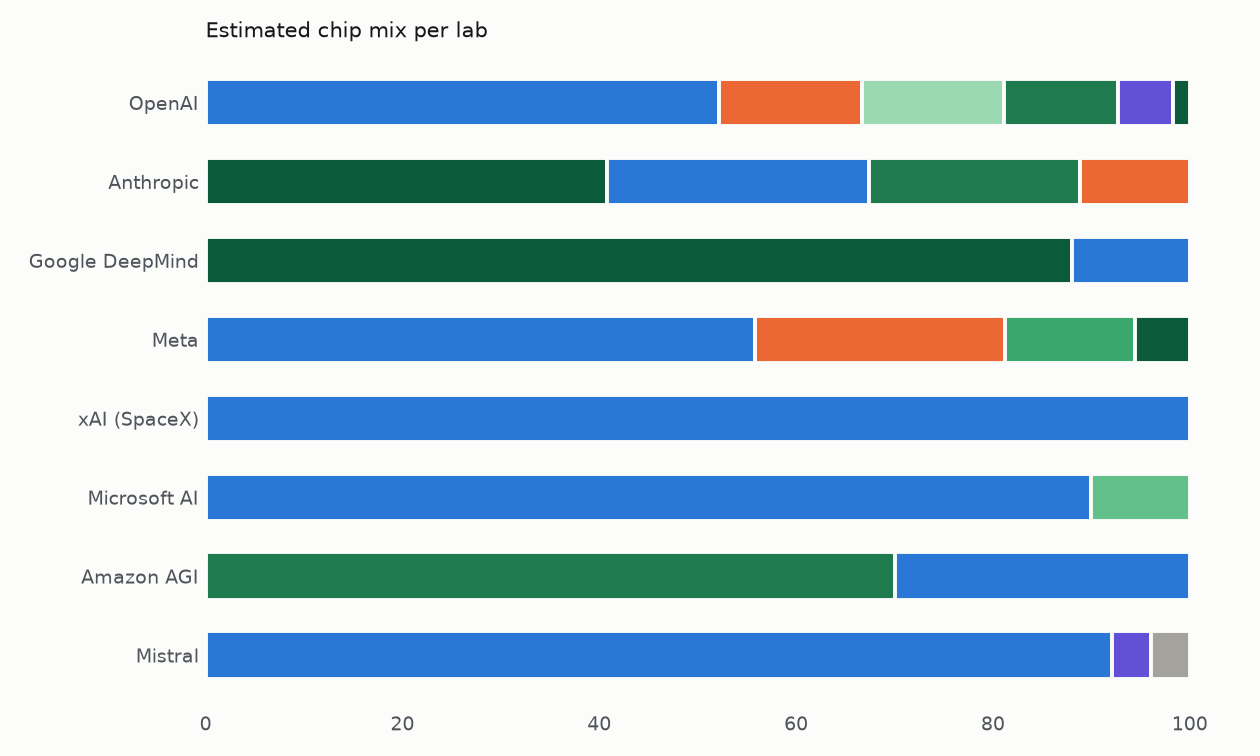 Estimated chip mix per lab
OpenAI
Anthropic
Google DeepMind
Meta
xAI (SpaceX)
Microsoft AI
Amazon AGI
Mistral
0 20 40 60 80 100